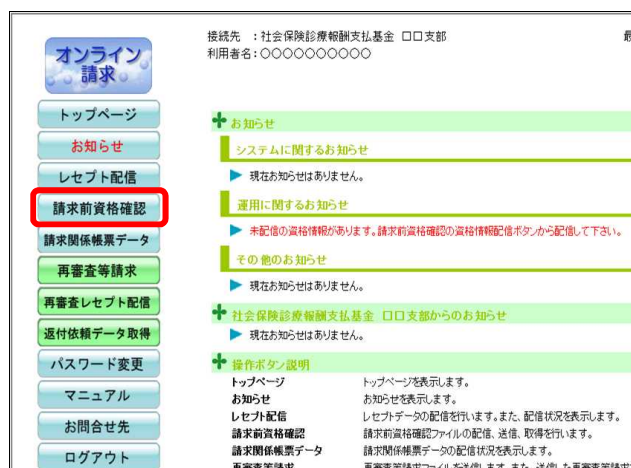 接続先 ：社会保険診療報酬支払基金 口口支部
利用者名：○○○○○○○○○○
オンライン
請求
トップページ
お知らせ
レセプト配信
請求前資格確認
請求関係帳票データ
再審査等請求
再審査レセプト配信
返付依頼データ取得
パスワード変更
マニュアル
お問合せ先
ログアウト
お知らせ
システムに関するお知らせ
現在お知らせはありません。
運用に関するお知らせ
未配信の資格情報があります。請求前資格確認の資格情報配信ボタンから配信して下さい。
その他のお知らせ
現在お知らせはありません。
社会保険診療報酬支払基金 口口支部からのお知らせ
現在お知らせはありません。
操作ボタン説明
トップページ トップページを表示します。
お知らせ お知らせを表示します。
レセプト配信 レセプトデータの配信を行います。また、配信状況を表示します。
請求前資格確認 請求前資格確認ファイルの配信、送信、取得を行います。
請求関係帳票データ 請求関係帳票データの配信状況を表示します。